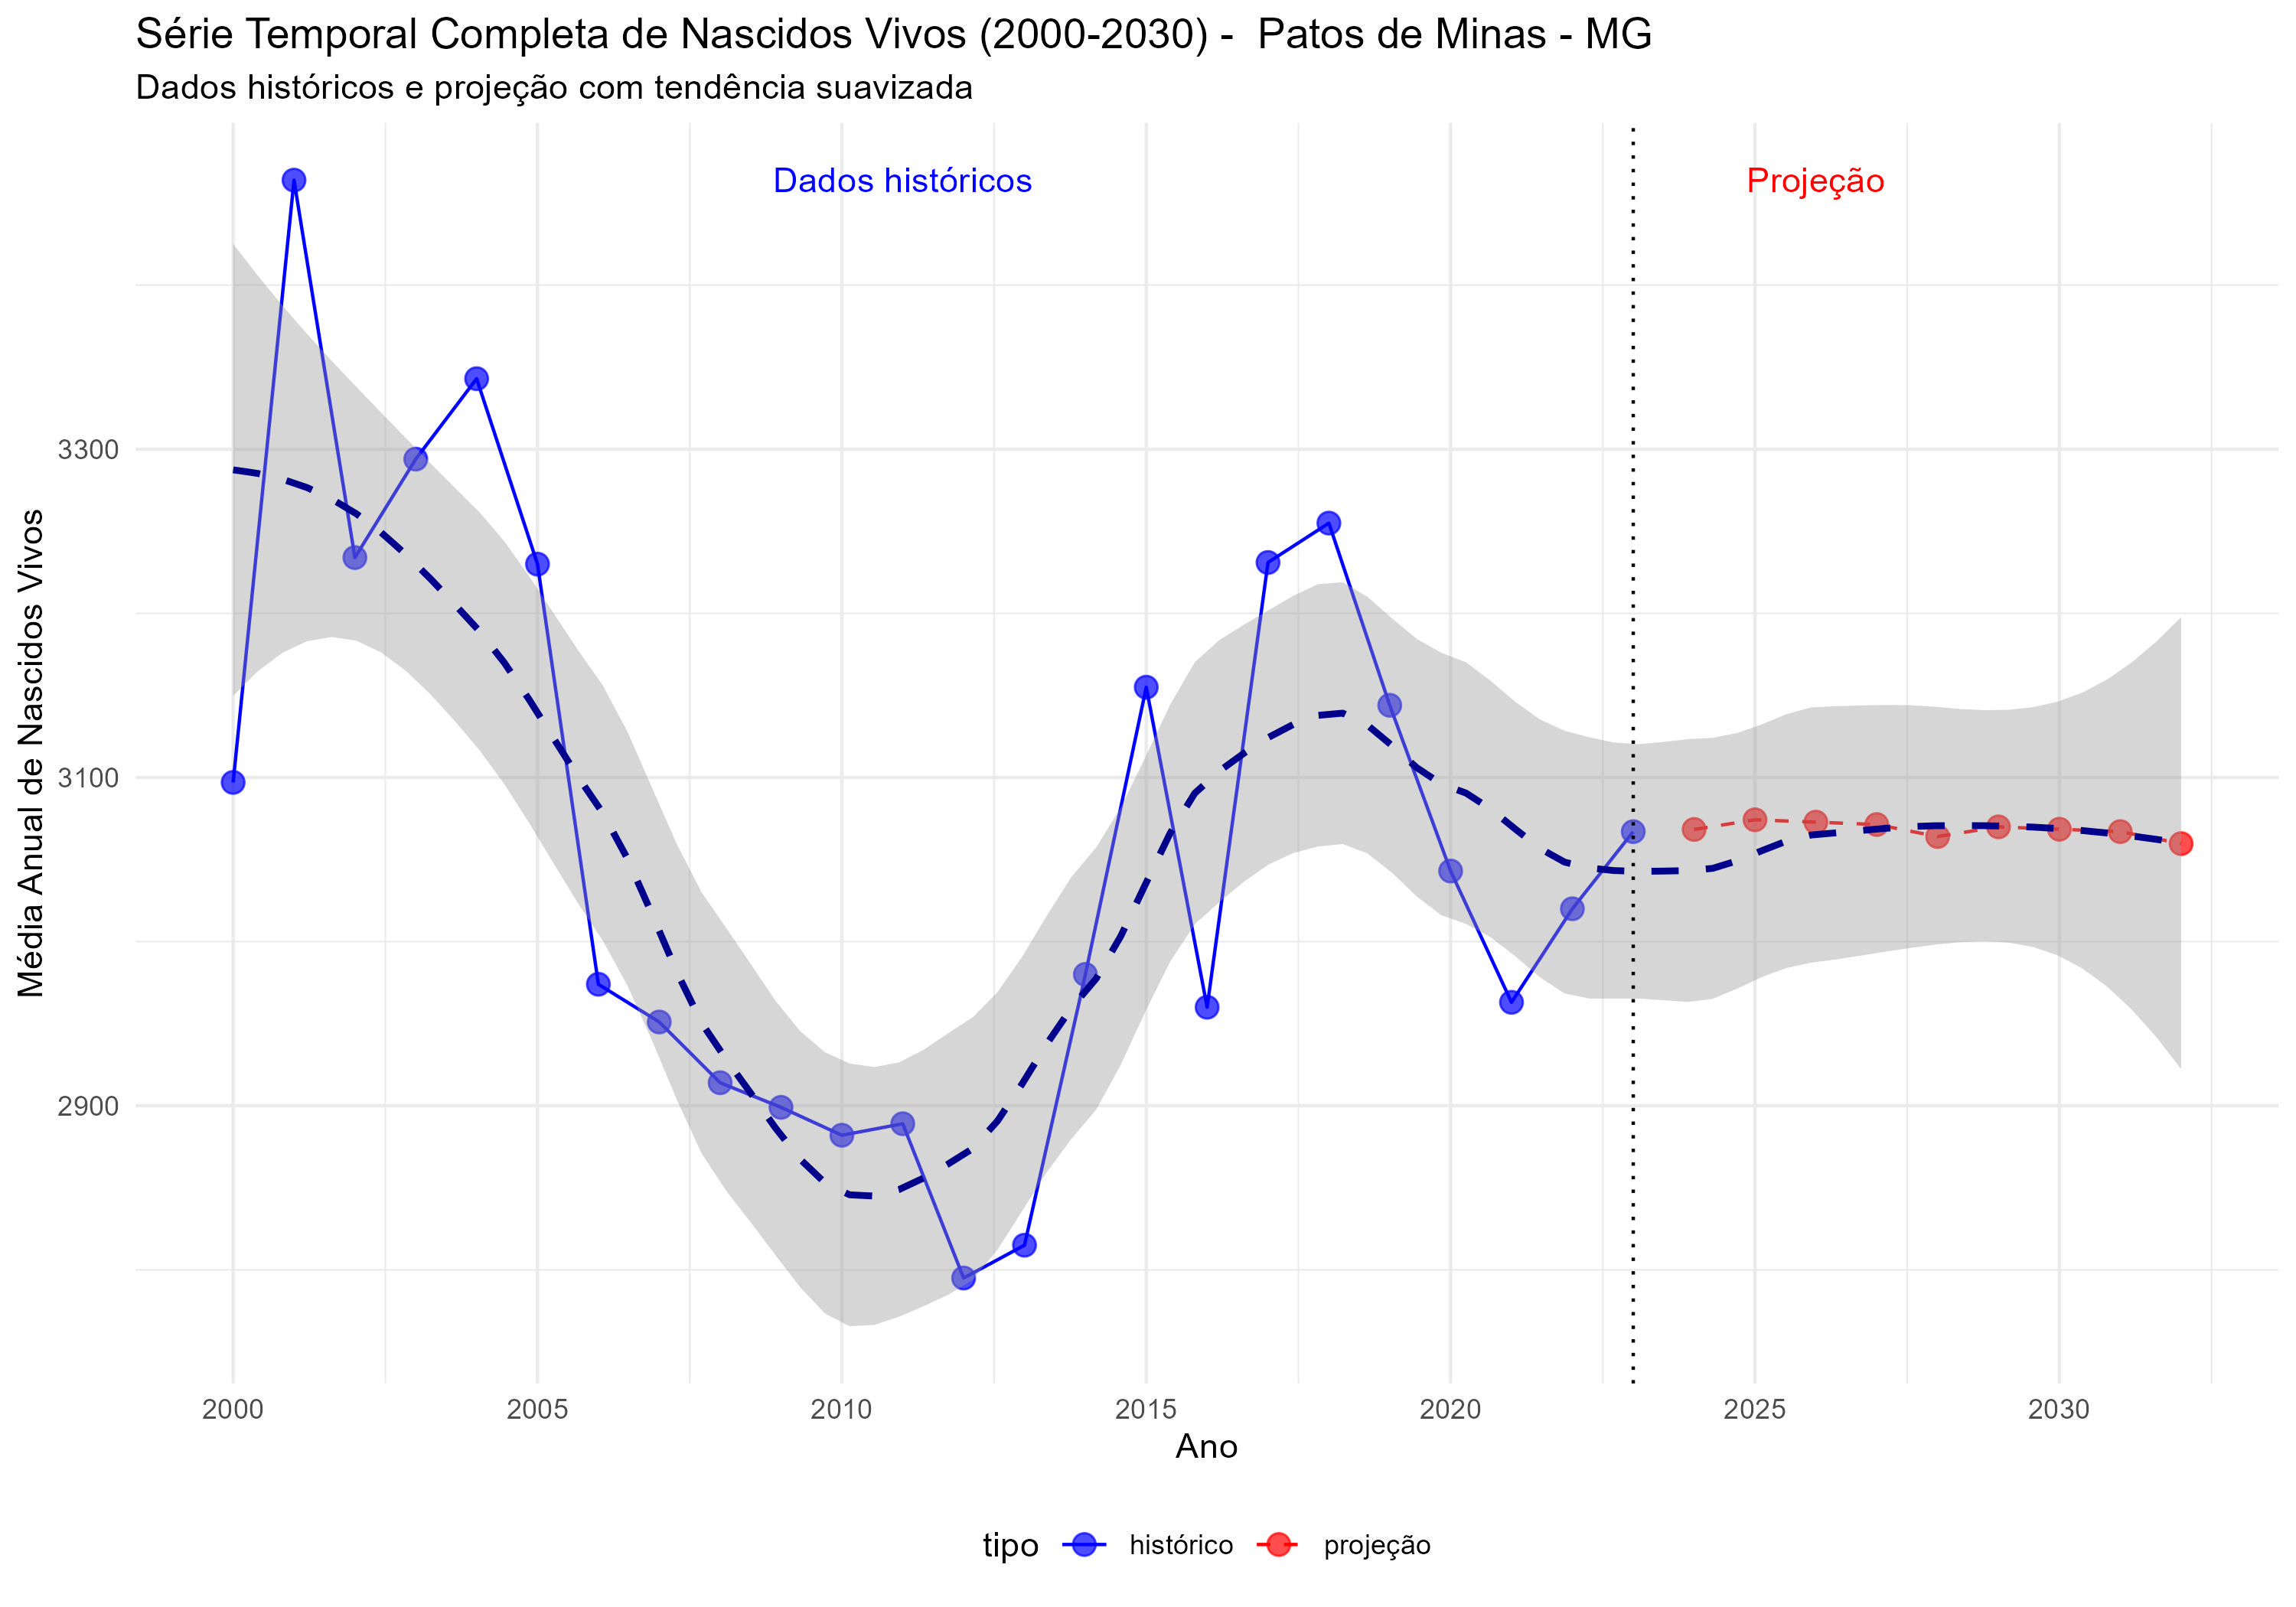 Série Temporal Completa de Nascidos Vivos (2000-2030) -  Patos de Minas - MG
Dados históricos e projeção com tendência suavizada
Dados históricos
Projeção
Média Anual de Nascidos Vivos
3300
3100
2900
2000 2005 2010 2015 2020 2025 2030
Ano
tipo histórico projeção